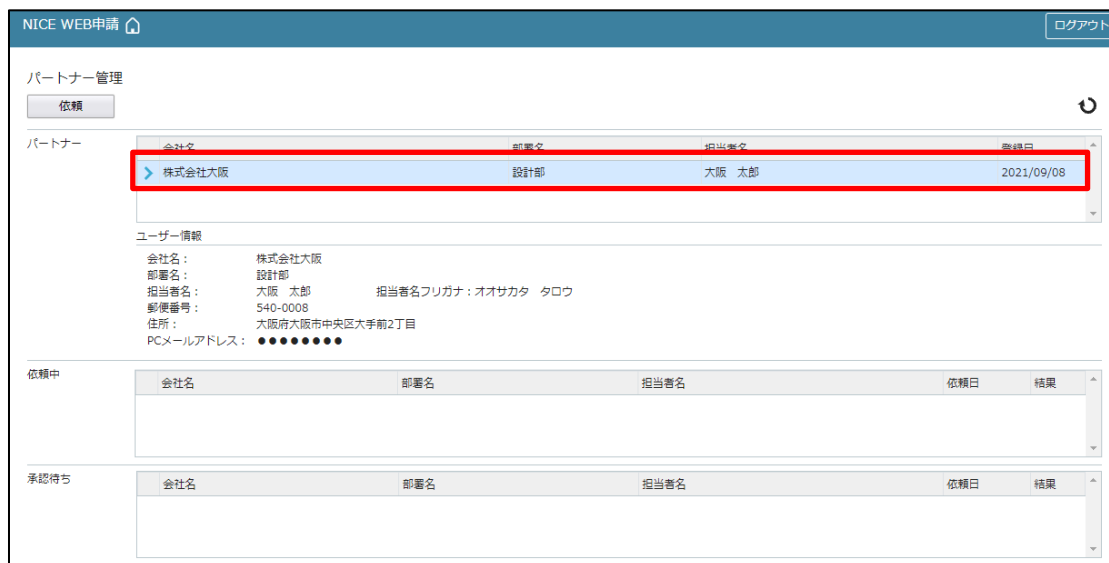 NICE WEB申請 ログアウト
パートナー管理
依頼
パートナー
会社名 部署名 担当者名 登録日
株式会社大阪 設計部 大阪 太郎 2021/09/08
ユーザー情報
会社名： 株式会社大阪
部署名： 設計部
担当者名： 大阪 太郎 担当者名フリガナ：オオサカタ タロウ
郵便番号： 540-0008
住所： 大阪府大阪市中央区大手前2丁目
PCメールアドレス： ●●●●●●●●
依頼中
会社名 部署名 担当者名 依頼日 結果
承認待ち
会社名 部署名 担当者名 依頼日 結果